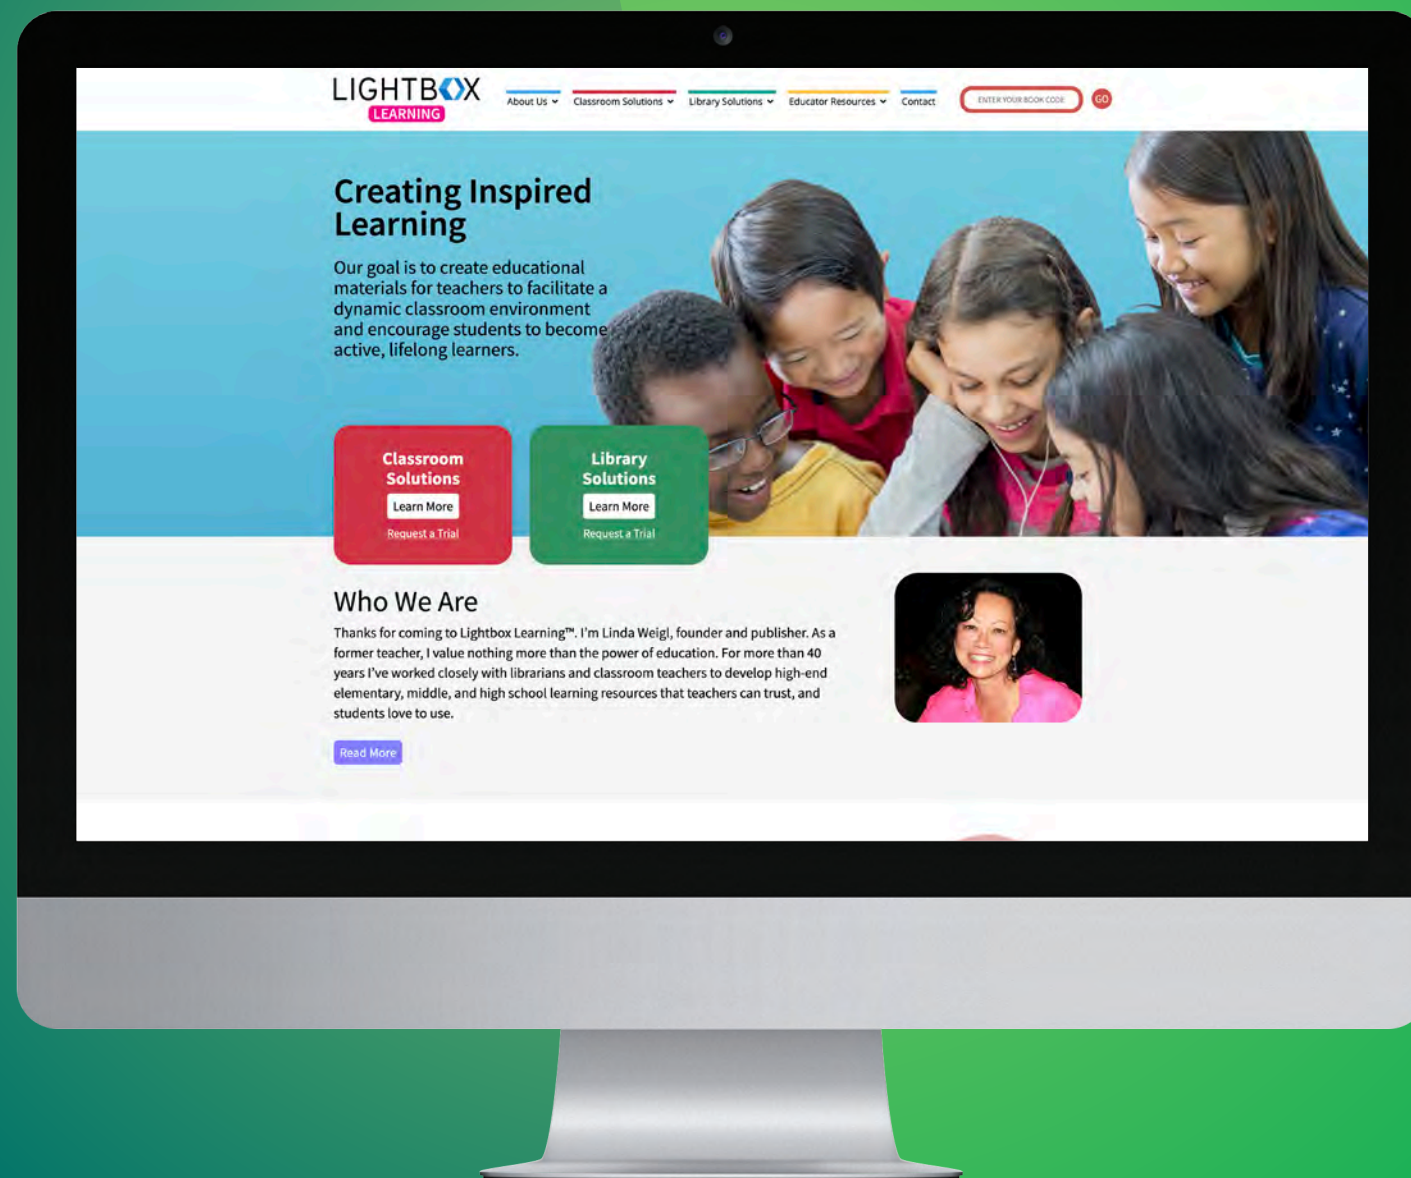 LIGHTBOX
LEARNING
About Us
Classroom Solutions
Library Solutions
Educator Resources
Contact
ENTER YOUR BOOK CODE
GO
Creating Inspired
Learning
Our goal is to create educational
materials for teachers to facilitate a
dynamic classroom environment
and encourage students to become
active, lifelong learners.
Classroom
Solutions
Learn More
Request a Trial
Library
Solutions
Learn More
Request a Trial
Who We Are
Thanks for coming to Lightbox Learning™. I'm Linda Weigl, founder and publisher. As a
former teacher, I value nothing more than the power of education. For more than 40
years I've worked closely with librarians and classroom teachers to develop high-end
elementary, middle, and high school learning resources that teachers can trust, and
students love to use.
Read More